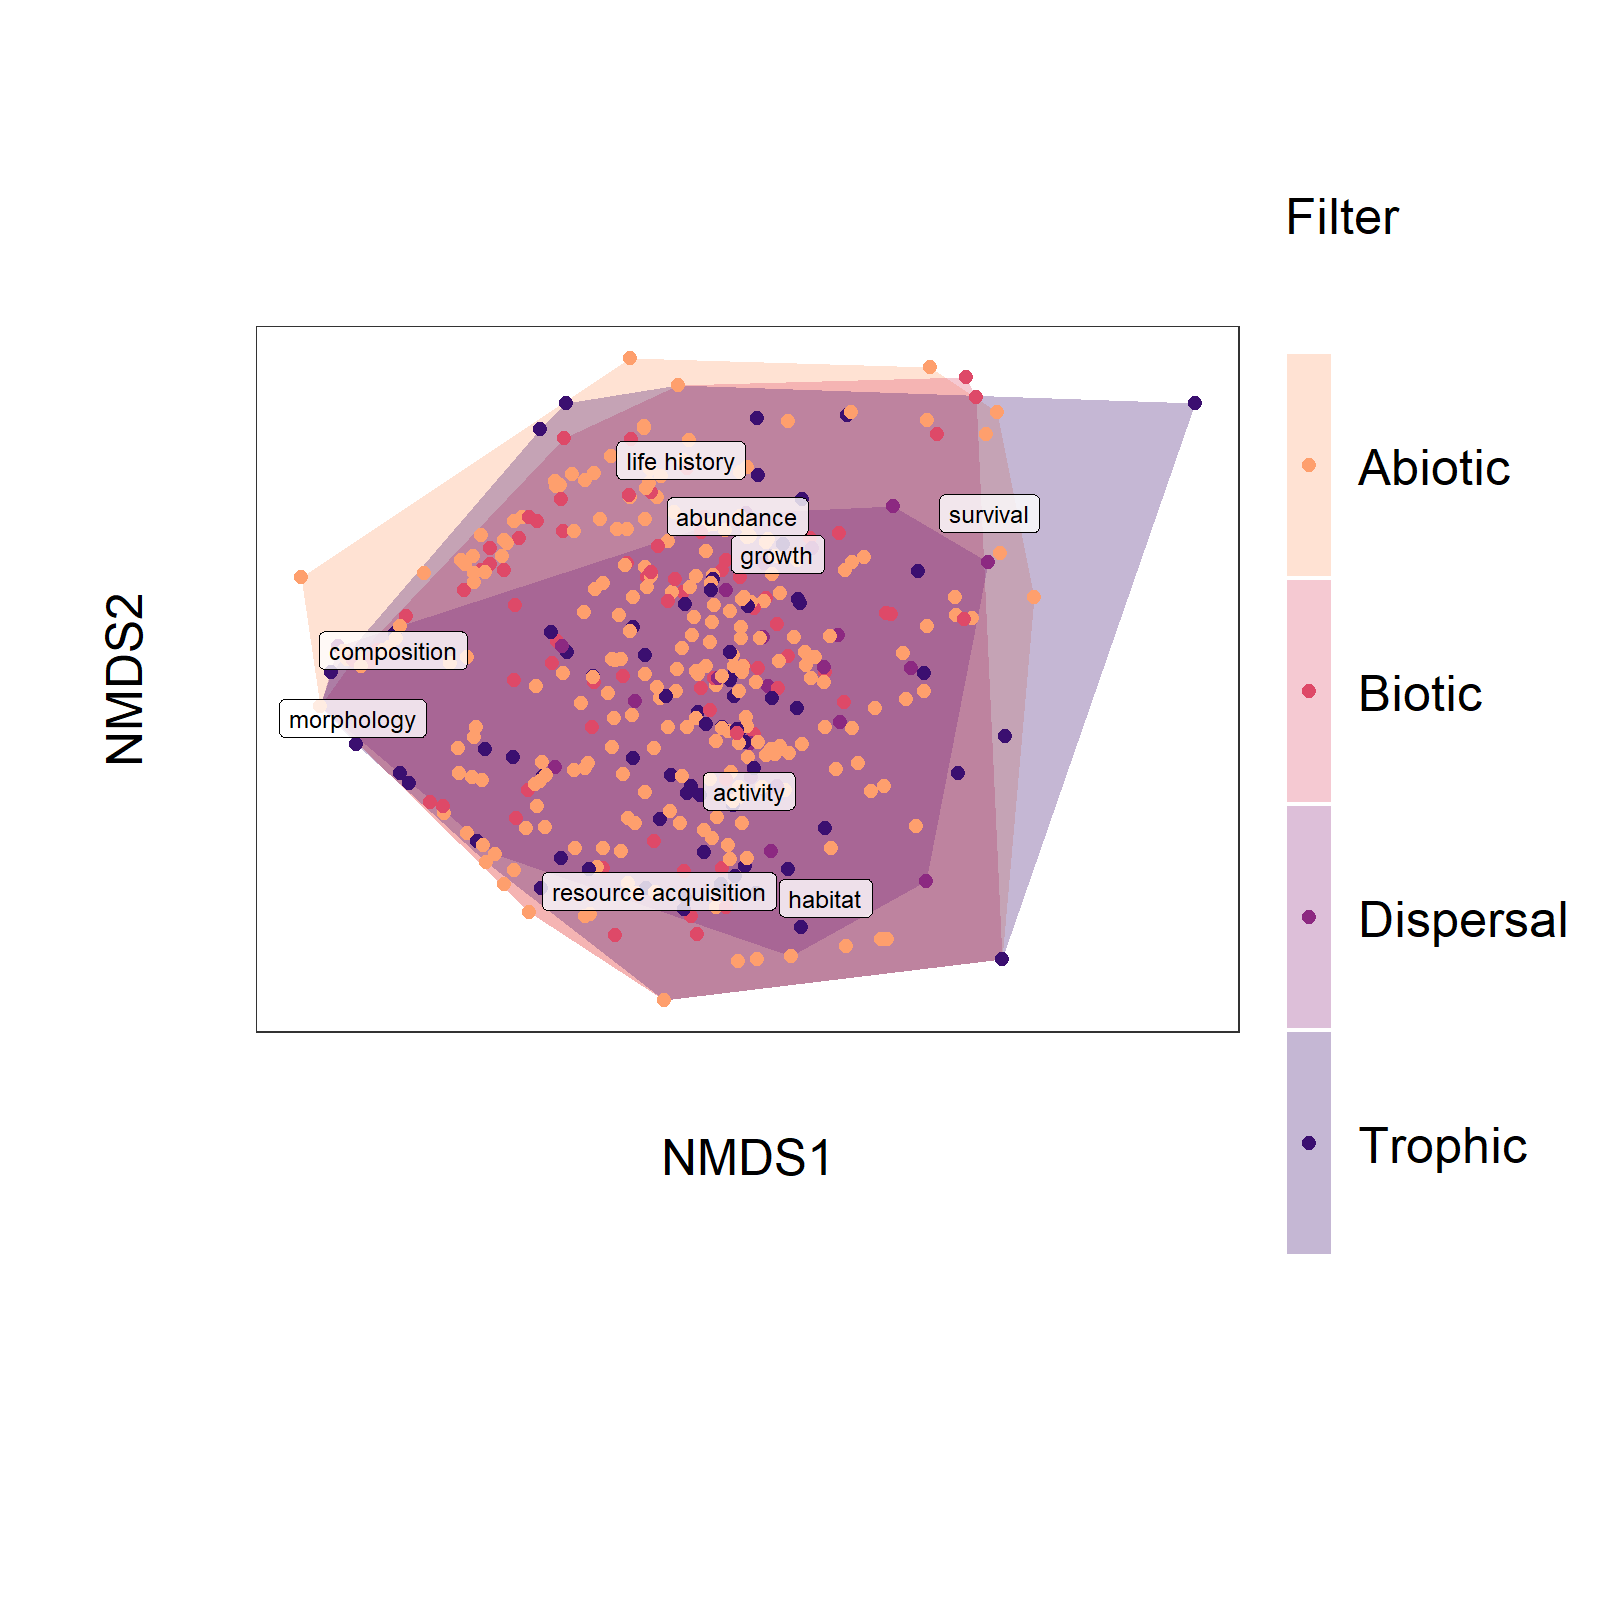 Filter
Abiotic
Biotic
Dispersal
Trophic
life history
abundance
survival
growth
composition
morphology
activity
resource acquisition
habitat
NMDS2
NMDS1